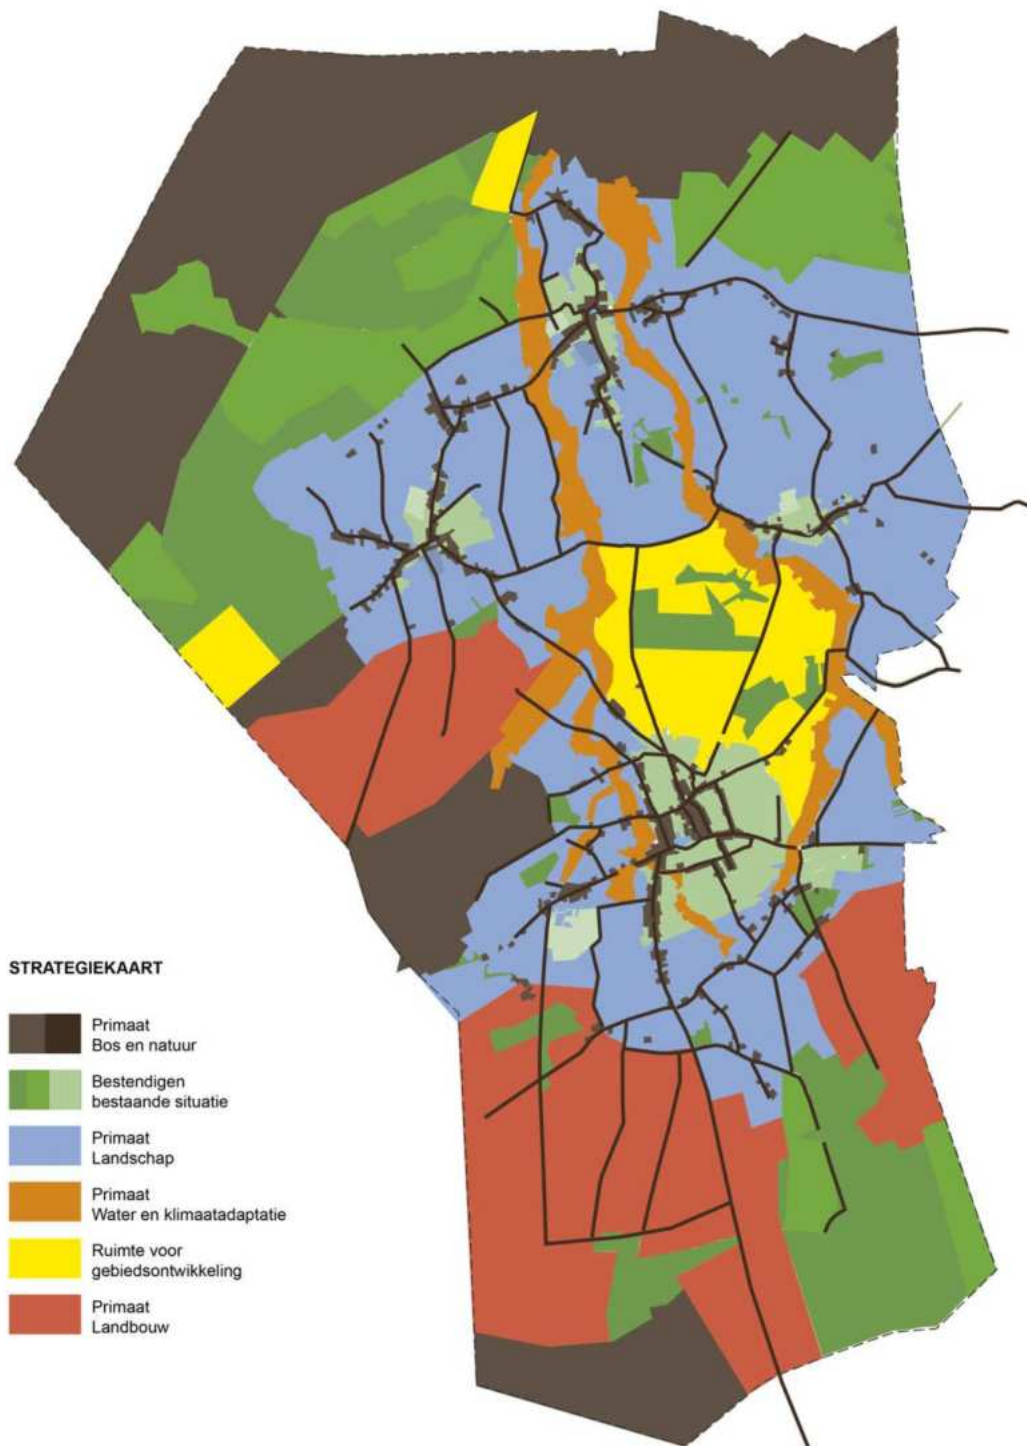 STRATEGIEKAART
Primaat
Bos en natuur
Bestendigen
bestaande situatie
Primaat
Landschap
Primaat
Water en klimaatadaptatie
Ruimte voor
gebiedsontwikkeling
Primaat
Landbouw